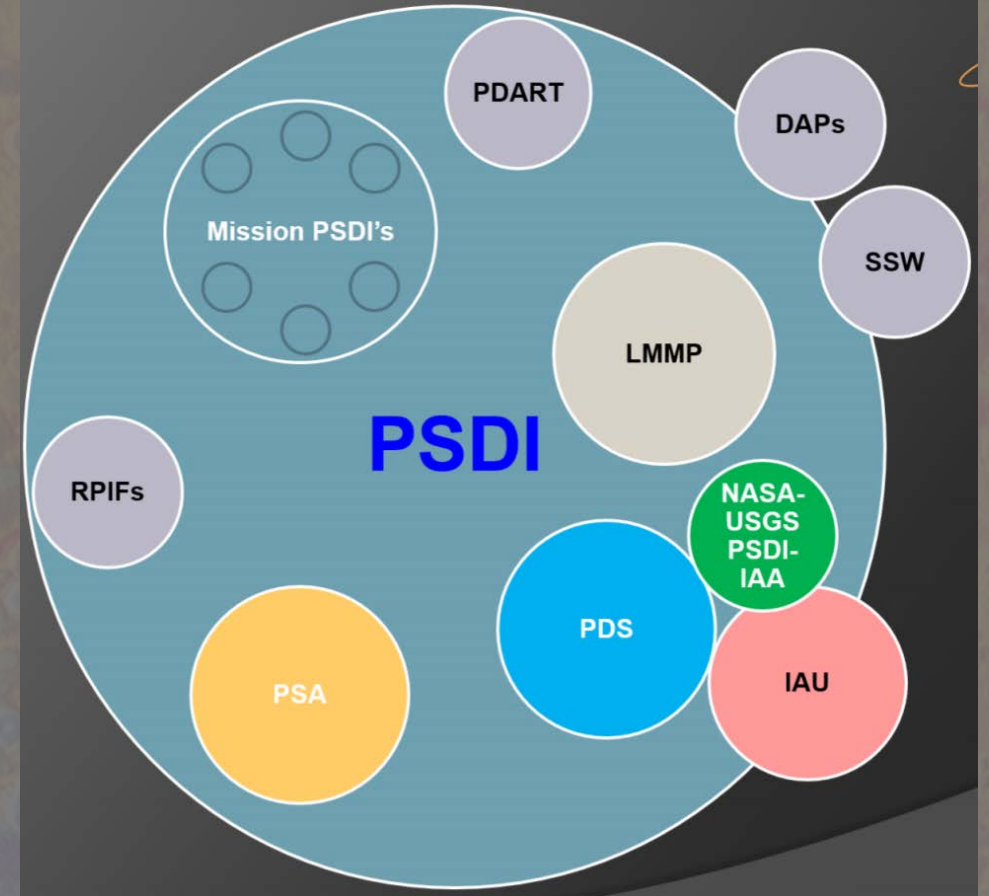 PDART
DAPs
Mission PSDI's
SSW
LMMP
PSDI
RPIFs
NASA-
USGS
PSDI-
IAA
PDS
PSA
IAU